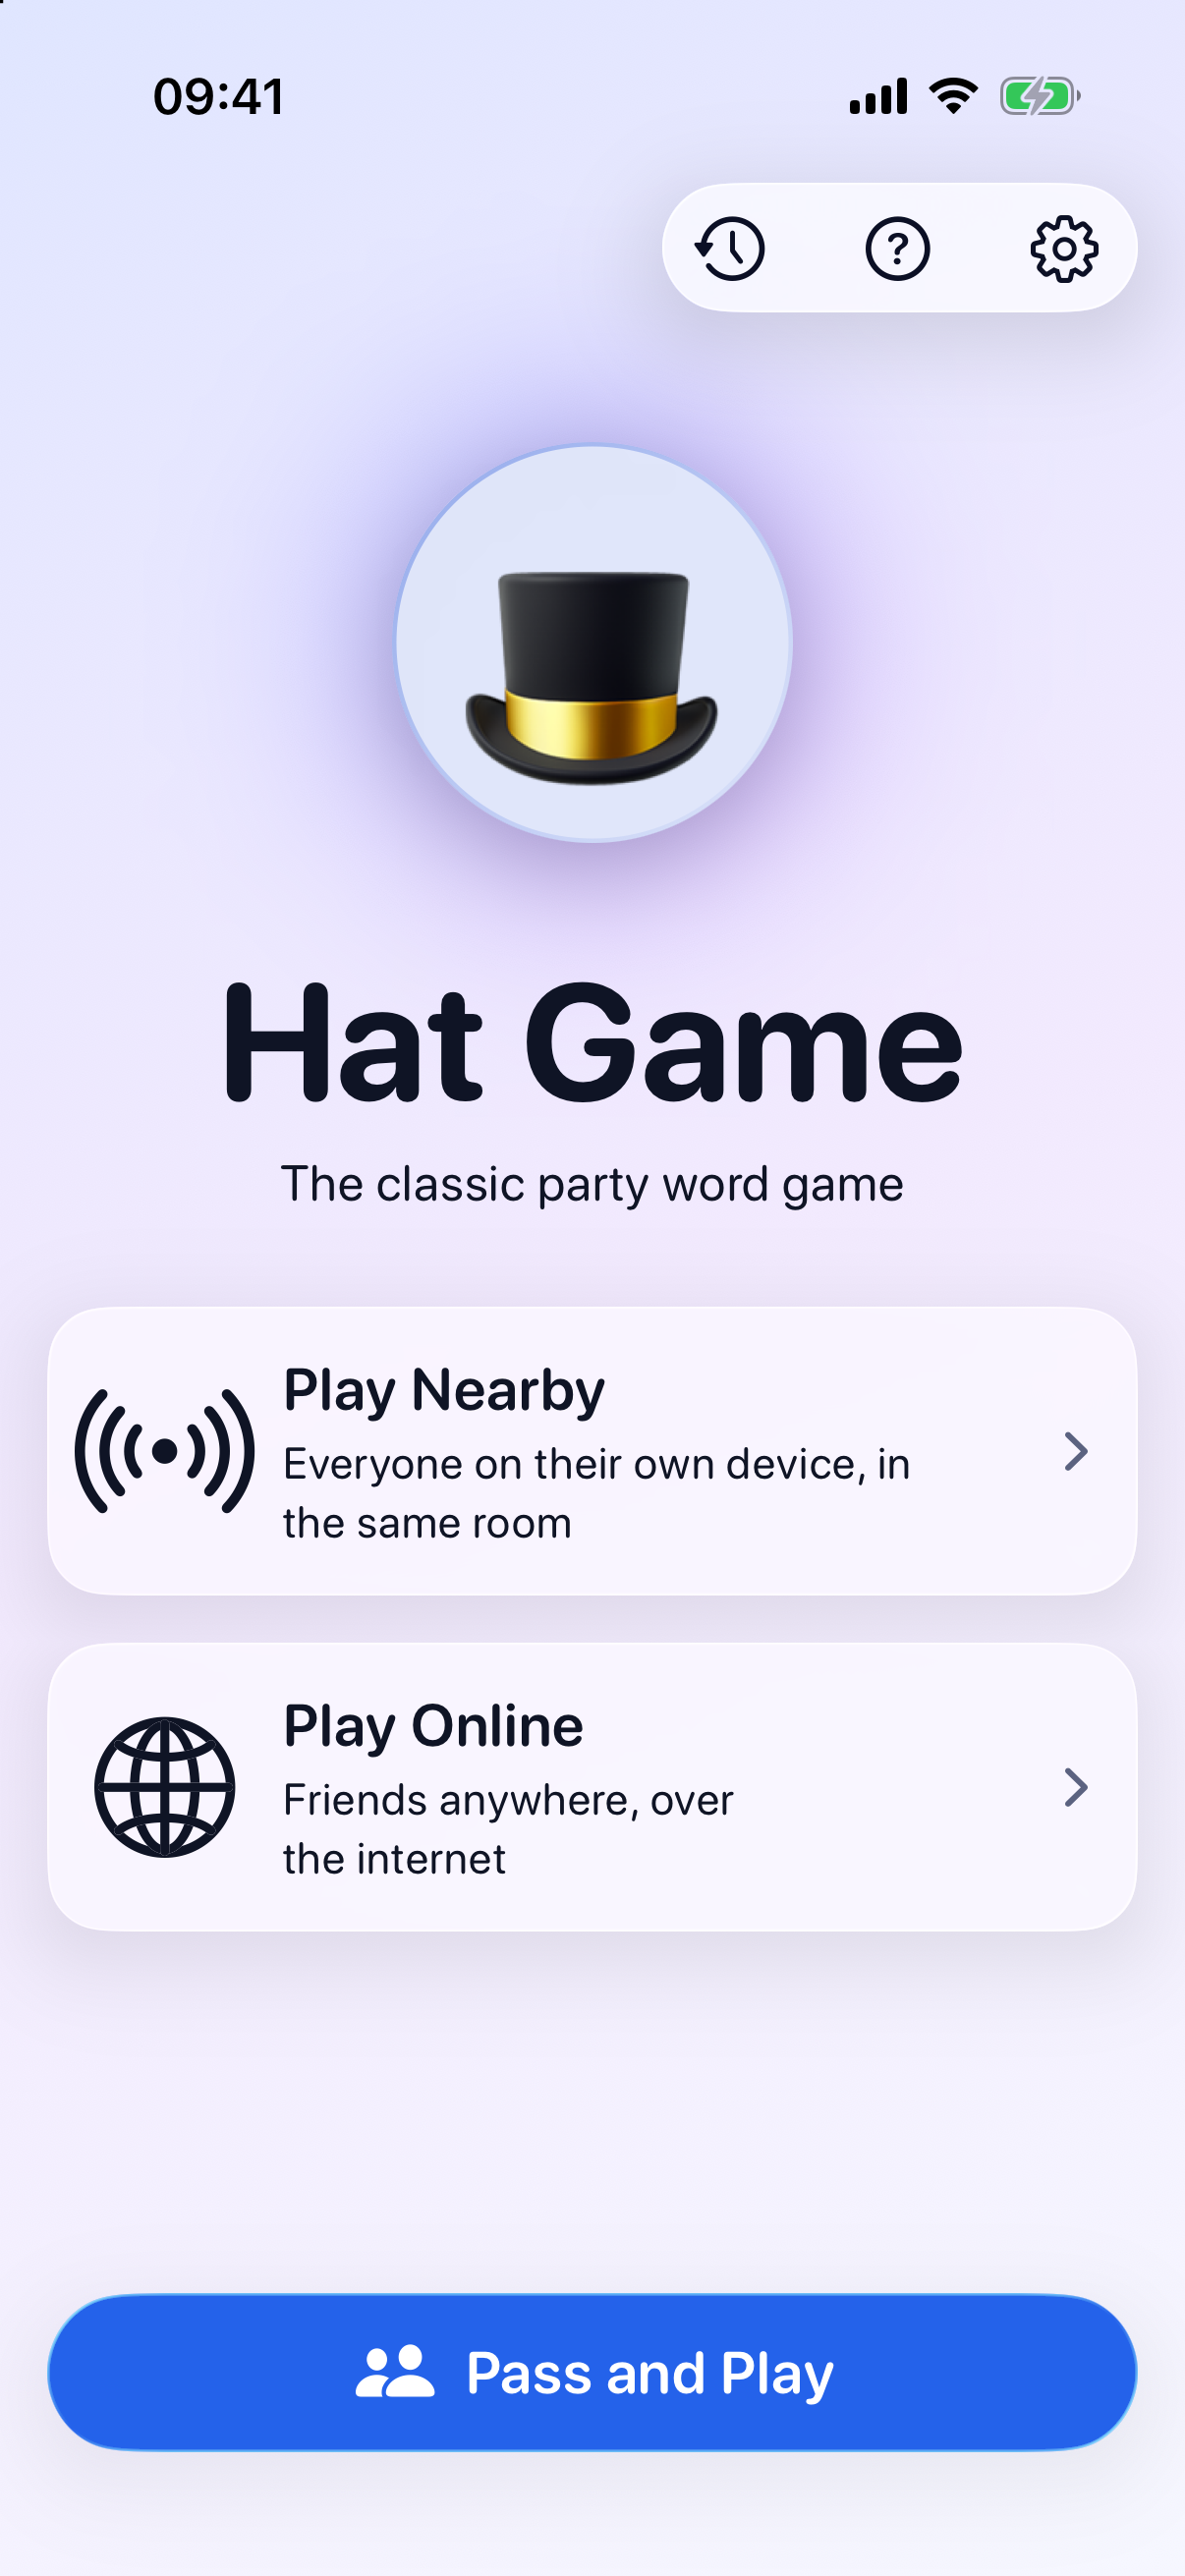 09:41
Hat Game
The classic party word game
Play Nearby
Everyone on their own device, in
the same room
Play Online
Friends anywhere, over
the internet
Pass and Play